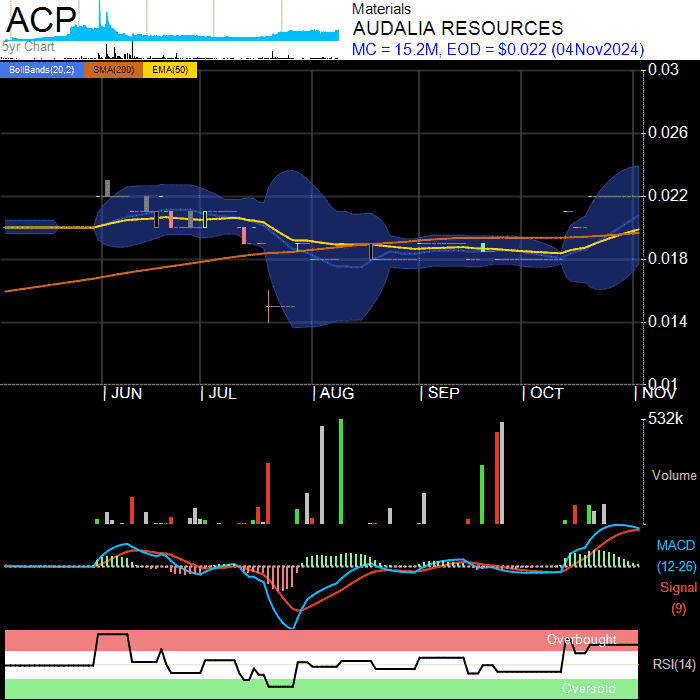 ACP
5yr Chart
Materials
AUDALIA RESOURCES
MC = 15.2M, EOD = $0.022 (04Nov2024)
BollBands(20,2) SMA(200) EMA(50)
0.03
0.026
0.022
0.018
0.014
0.01
JUN JUL AUG SEP OCT NOV
532k
Volume
MACD
(12-26)
Signal
(9)
Overbought
RSI(14)
Oversold